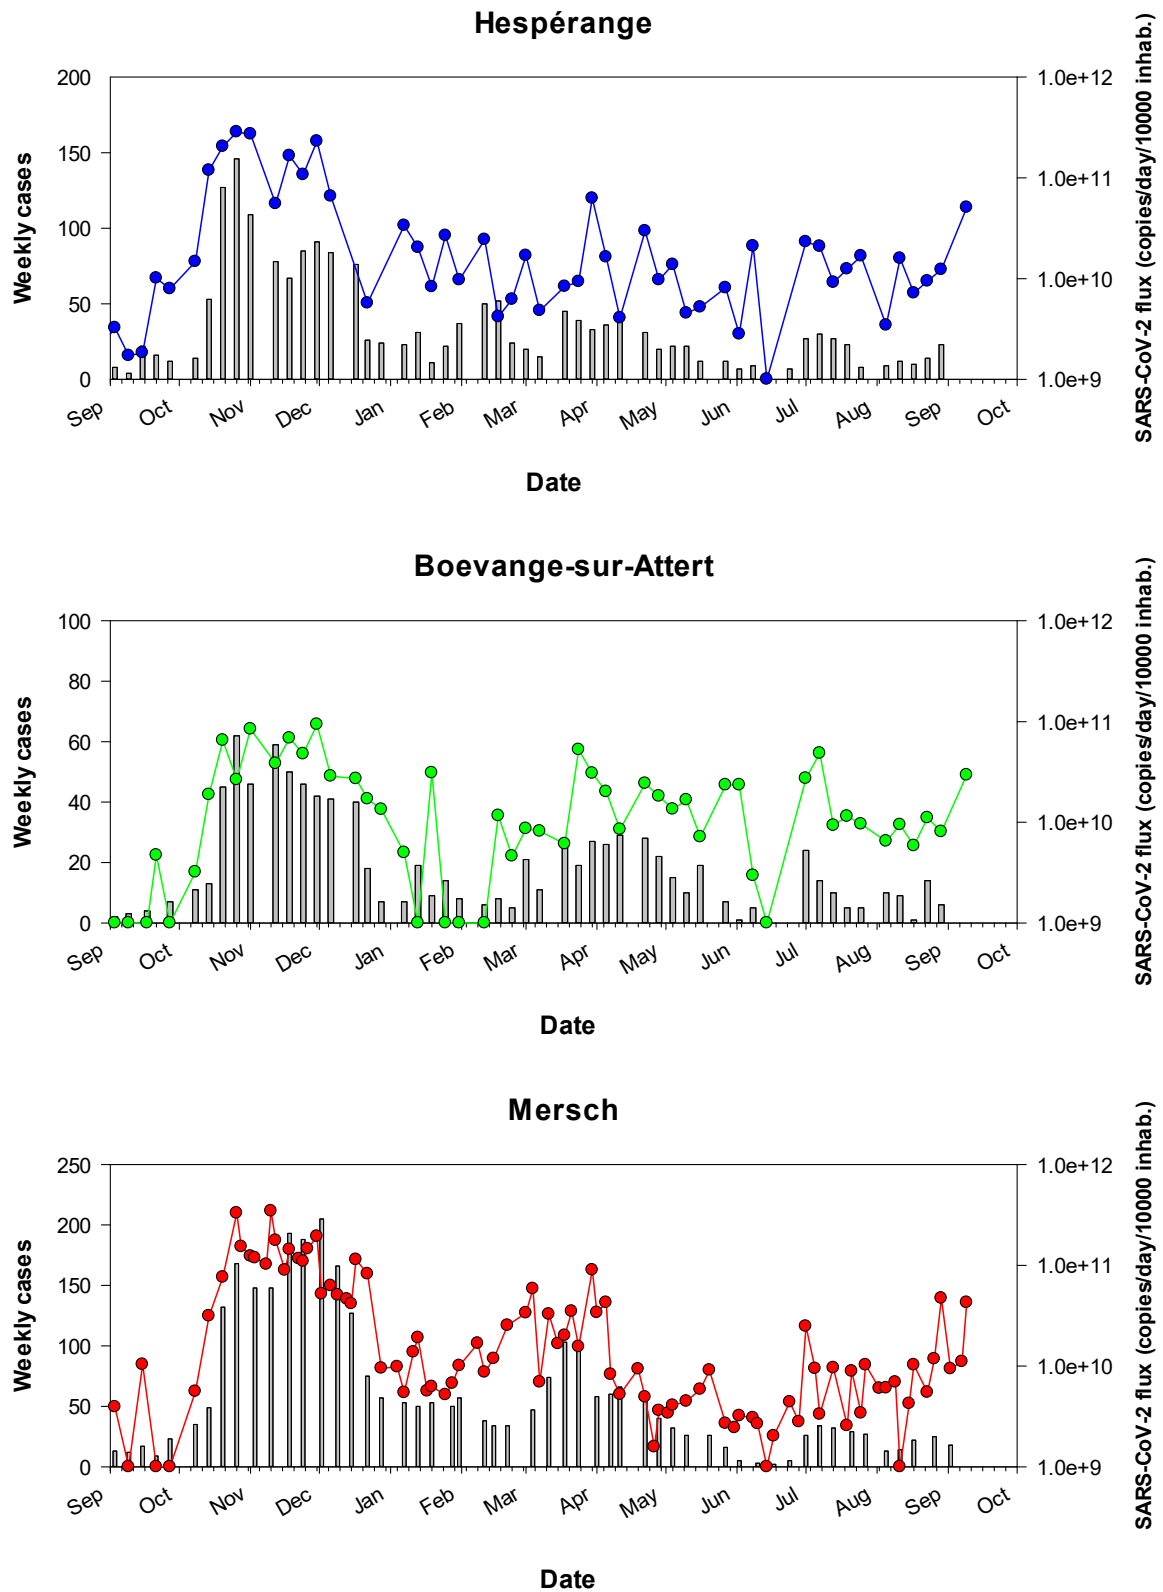 Hespérange
Weekly cases
SARS-CoV-2 flux (copies/day/10000 inhab.)
200
150
100
50
0
1.0e+12
1.0e+11
1.0e+10
1.0e+9
Sep Oct Nov Dec Jan Feb Mar Apr May Jun Jul Aug Sep Oct
Date
Boevange-sur-Attert
Weekly cases
SARS-CoV-2 flux (copies/day/10000 inhab.)
100
80
60
40
20
0
1.0e+12
1.0e+11
1.0e+10
1.0e+9
Sep Oct Nov Dec Jan Feb Mar Apr May Jun Jul Aug Sep Oct
Date
Mersch
Weekly cases
SARS-CoV-2 flux (copies/day/10000 inhab.)
250
200
150
100
50
0
1.0e+12
1.0e+11
1.0e+10
1.0e+9
Sep Oct Nov Dec Jan Feb Mar Apr May Jun Jul Aug Sep Oct
Date